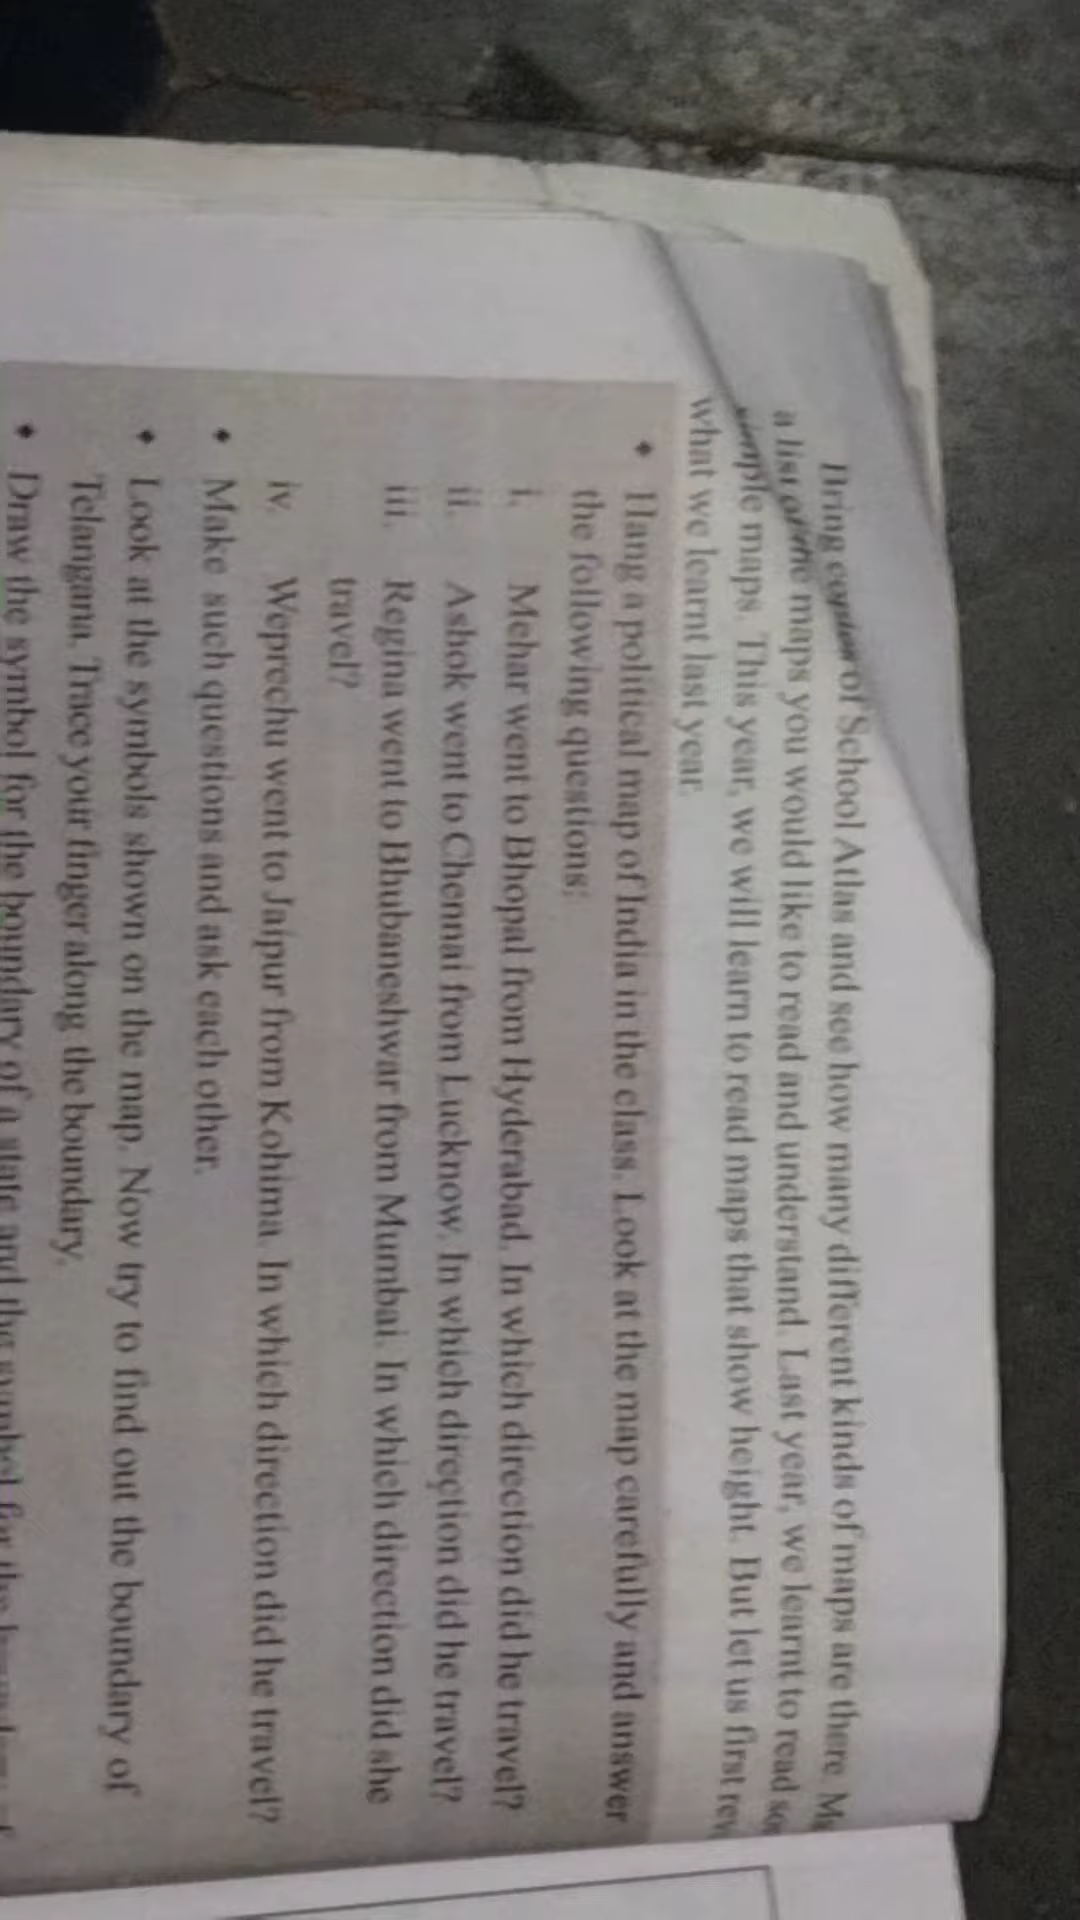 Bring copies of School Atlas and see how many different kinds of maps are there.
a list of the maps you would like to read and understand. Last year, we learnt to read
simple maps. This year, we will learn to read maps that show height. But let us first
what we learnt last year.
◆ Hang a political map of India in the class. Look at the map carefully and answer
the following questions:
i. Mehar went to Bhopal from Hyderabad. In which direction did he travel?
ii. Ashok went to Chennai from Lucknow. In which direction did he travel?
iii. Regina went to Bhubaneshwar from Mumbai. In which direction did she
travel?
iv. Weprechu went to Jaipur from Kohima. In which direction did he travel?
◆ Make such questions and ask each other.
◆ Look at the symbols shown on the map. Now try to find out the boundary of
Telangana. Trace your finger along the boundary.
◆ Draw the symbol for the boundary of a state and the symbol for the